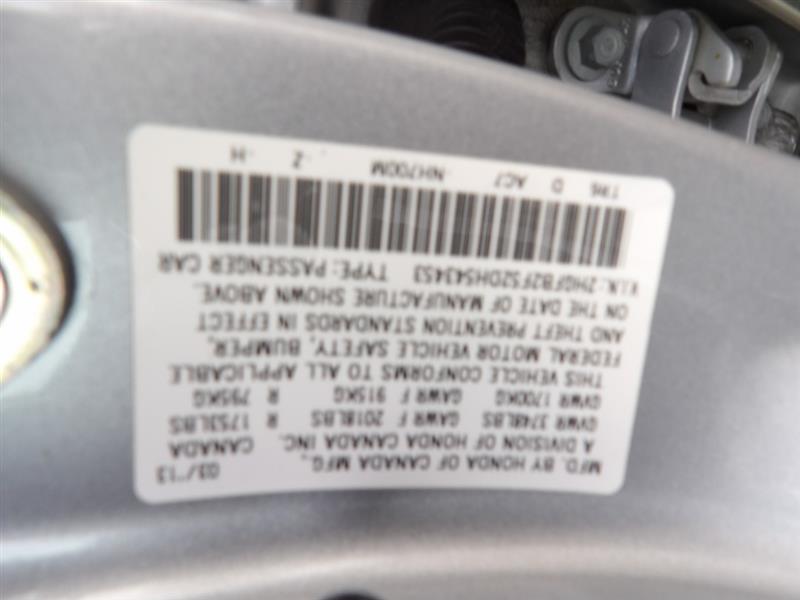 MFD. BY HONDA OF CANADA MFG., 03/'13
A DIVISION OF HONDA CANADA INC. CANADA
GVWR 3748LBS GAWR F 2018LBS R 1753LBS
GVWR 1700KG GAWR F 915KG R 795KG
THIS VEHICLE CONFORMS TO ALL APPLICABLE
FEDERAL MOTOR VEHICLE SAFETY, BUMPER,
AND THEFT PREVENTION STANDARDS IN EFFECT
ON THE DATE OF MANUFACTURE SHOWN ABOVE.
V.I.N.: 2HGFB2F52DH543453 TYPE: PASSENGER CAR
TR6 D AC7 -NH700M - Z -H